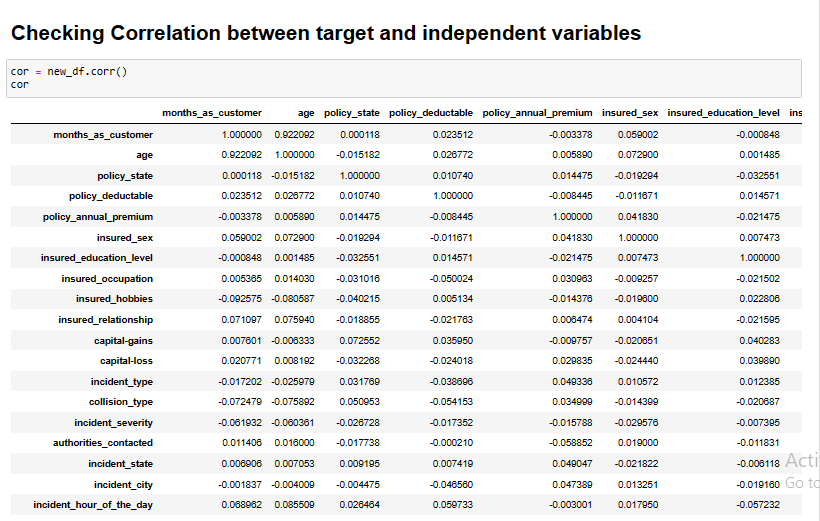 Checking Correlation between target and independent variables
cor = new_df.corr()
cor
months_as_customer age policy_state policy_deductable policy_annual_premium insured_sex insured_education_level ins
months_as_customer 1.000000 0.922092 0.000118 0.023512 -0.003378 0.059002 -0.000848
age 0.922092 1.000000 -0.015182 0.026772 0.005890 0.072900 0.001485
policy_state 0.000118 -0.015182 1.000000 0.010740 0.014475 -0.019294 -0.032551
policy_deductable 0.023512 0.026772 0.010740 1.000000 -0.008445 -0.011671 0.014571
policy_annual_premium -0.003378 0.005890 0.014475 -0.008445 1.000000 0.041830 -0.021475
insured_sex 0.059002 0.072900 -0.019294 -0.011671 0.041830 1.000000 0.007473
insured_education_level -0.000848 0.001485 -0.032551 0.014571 -0.021475 0.007473 1.000000
insured_occupation 0.005365 0.014030 -0.031016 -0.050024 0.030963 -0.009257 -0.021502
insured_hobbies -0.092575 -0.080587 -0.040215 0.005134 -0.014376 -0.019600 0.022806
insured_relationship 0.071097 0.075940 -0.018855 -0.021763 0.006474 0.004104 -0.021595
capital-gains 0.007601 -0.006333 0.072552 0.035950 -0.009757 -0.020651 0.040283
capital-loss 0.020771 0.008192 -0.032268 -0.024018 0.029835 -0.024440 0.039890
incident_type -0.017202 -0.025979 0.031769 -0.038696 0.049336 0.010572 0.012385
collision_type -0.072479 -0.075892 0.050953 -0.054153 0.034999 -0.014399 -0.020687
incident_severity -0.061932 -0.060361 -0.026728 -0.017352 -0.015788 -0.029576 -0.007395
authorities_contacted 0.011406 0.016000 -0.017738 -0.000210 -0.058852 0.019000 -0.011831
incident_state 0.006906 0.007053 0.009195 0.007419 0.049047 -0.021822 -0.006118 Acti
incident_city -0.001837 -0.004009 -0.004475 -0.046560 0.047389 0.013251 -0.019160 Go to
incident_hour_of_the_day 0.068962 0.085509 0.026464 0.059733 -0.003001 0.017950 -0.057232